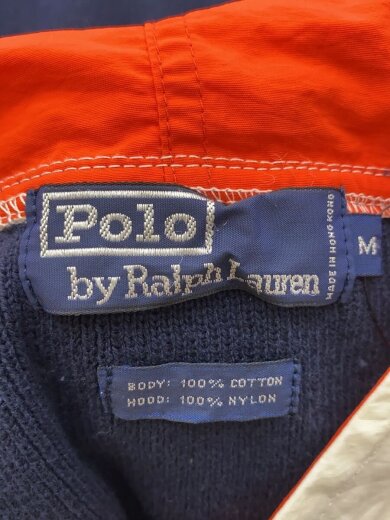 Polo
by Ralph Lauren
MADE IN HONG KONG
M
BODY: 100% COTTON
HOOD: 100% NYLON